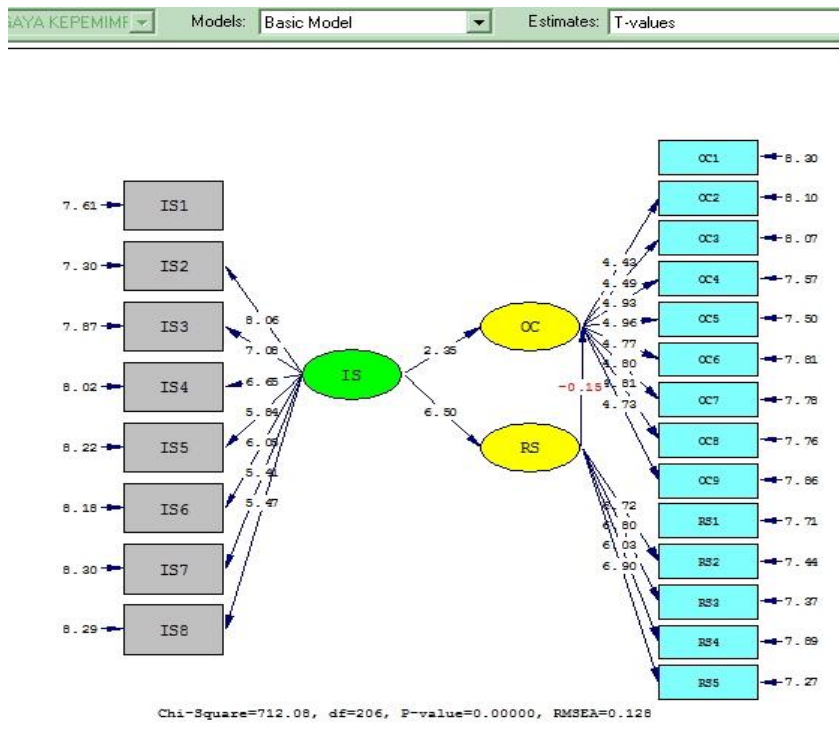 GAYA KEPEMIMP Models: Basic Model Estimates: T-values
OC1 8.30
IS1 7.61
OC2 8.10
OC3 8.07
IS2 7.30
OC4 7.57
IS3 7.87
OC5 7.50
OC6 7.81
IS4 8.02
OC7 7.78
IS5 8.22
OC8 7.76
OC9 7.86
IS6 8.18
RS1 7.71
RS2 7.44
IS7 8.30
RS3 7.37
IS8 8.29
RS4 7.89
RS5 7.27
IS
OC
RS
8.06
7.08
6.65
5.84
6.05
5.41
5.47
2.35
6.50
-0.15
4.43
4.49
4.93
4.96
4.77
4.80
4.81
4.73
6.80
6.90
Chi-Square=712.08, df=206, P-value=0.00000, RMSEA=0.128